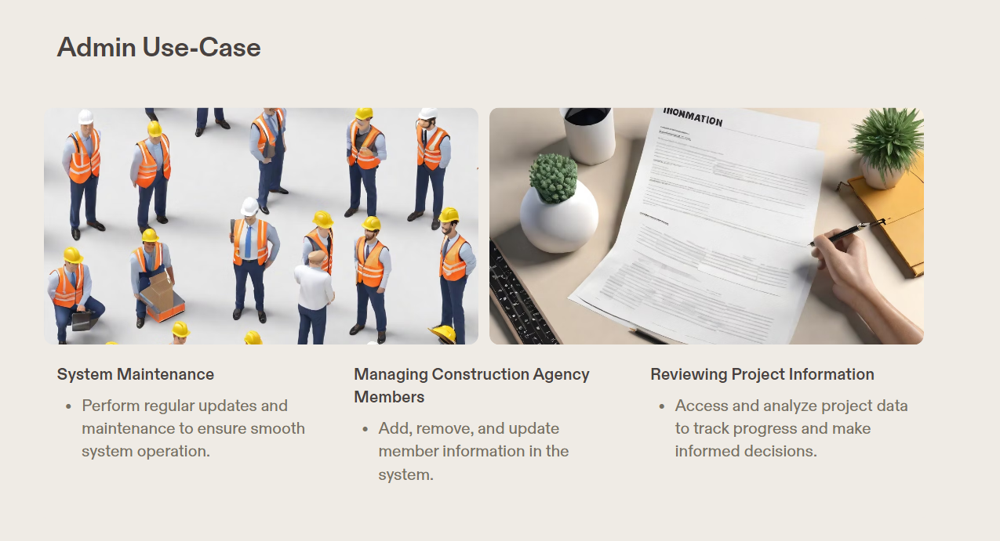 Admin Use-Case
INONMATION
System Maintenance
• Perform regular updates and
maintenance to ensure smooth
system operation.
Managing Construction Agency
Members
• Add, remove, and update
member information in the
system.
Reviewing Project Information
• Access and analyze project data
to track progress and make
informed decisions.